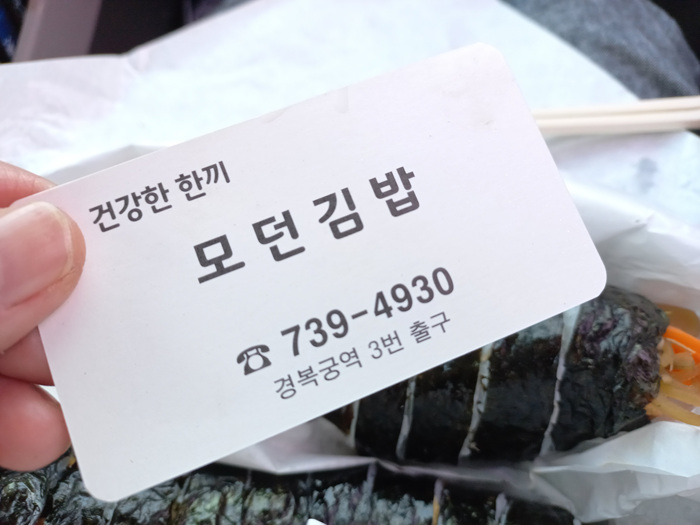 건강한 한끼
모던김밥
☎ 739-4930
경복궁역 3번 출구